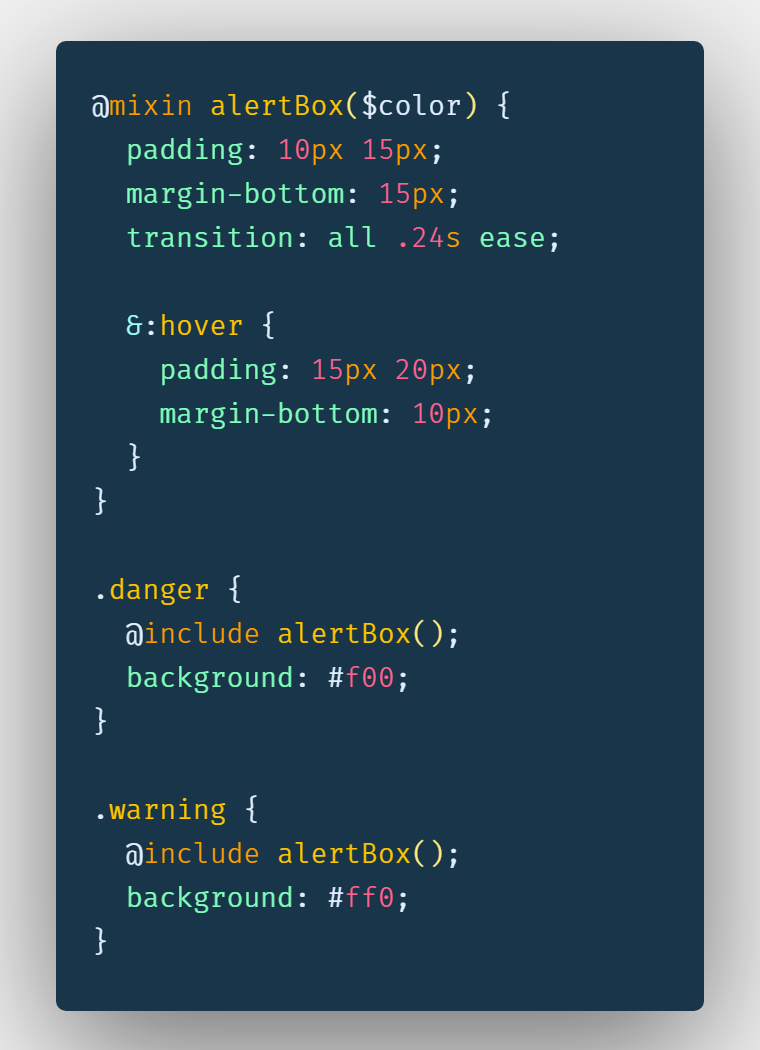 @mixin alertBox($color) {
  padding: 10px 15px;
  margin-bottom: 15px;
  transition: all .24s ease;

  &:hover {
    padding: 15px 20px;
    margin-bottom: 10px;
  }
}

.danger {
  @include alertBox();
  background: #f00;
}

.warning {
  @include alertBox();
  background: #ff0;
}